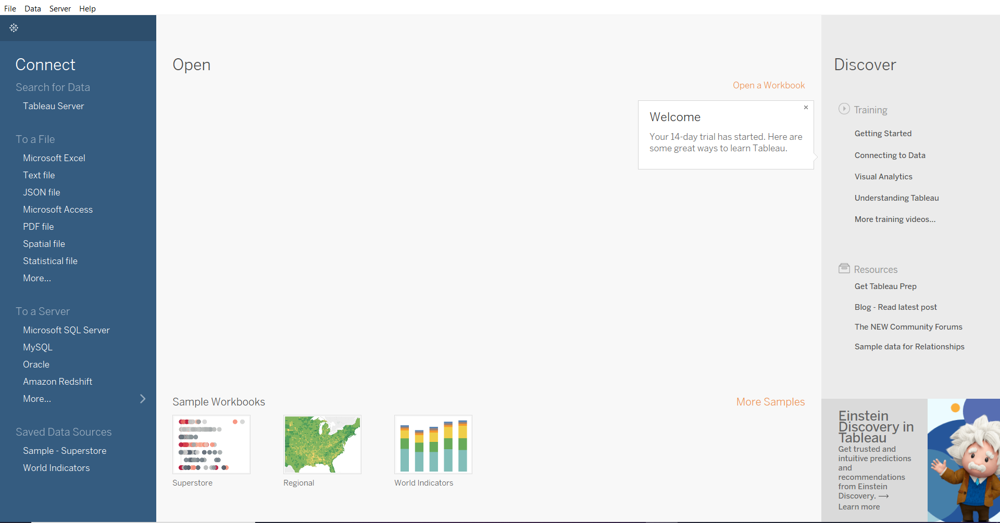 File Data Server Help
Connect
Search for Data
Tableau Server
To a File
Microsoft Excel
Text file
JSON file
Microsoft Access
PDF file
Spatial file
Statistical file
More...
To a Server
Microsoft SQL Server
MySQL
Oracle
Amazon Redshift
More...
Saved Data Sources
Sample - Superstore
World Indicators
Open
Open a Workbook
Welcome
Your 14-day trial has started. Here are
some great ways to learn Tableau.
Sample Workbooks
More Samples
Superstore
Regional
World Indicators
Discover
Training
Getting Started
Connecting to Data
Visual Analytics
Understanding Tableau
More training videos...
Resources
Get Tableau Prep
Blog - Read latest post
The NEW Community Forums
Sample data for Relationships
Einstein
Discovery in
Tableau
Get trusted and
intuitive predictions
and
recommendations
from Einstein
Discovery. →
Learn more